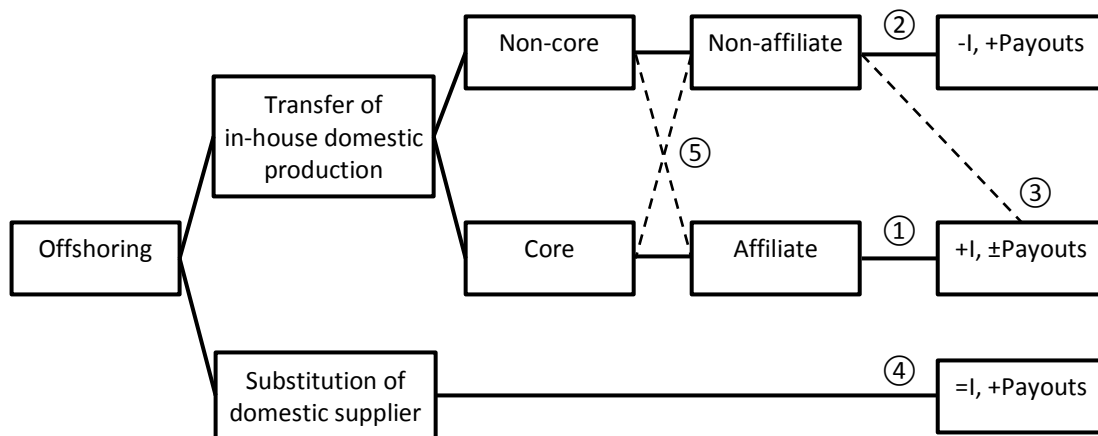 Non-core
Non-affiliate
②
-I, +Payouts
Transfer of
in-house domestic
production
⑤
③
Offshoring
Core
Affiliate
①
+I, ±Payouts
Substitution of
domestic supplier
④
=I, +Payouts